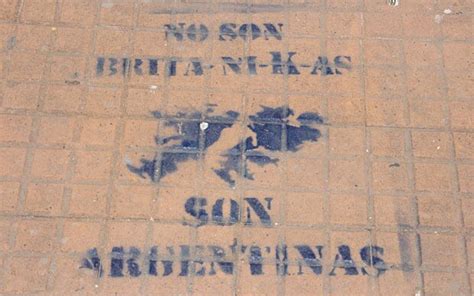 NO SON
BRITA-NI-K-AS
SON
ARGENTINAS